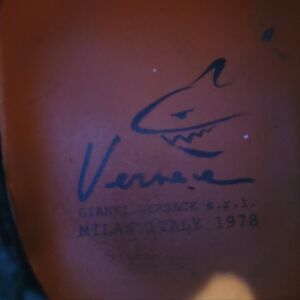 Versace
GIANNI VERSACE s.r.l.
MILAN ITALY 1978